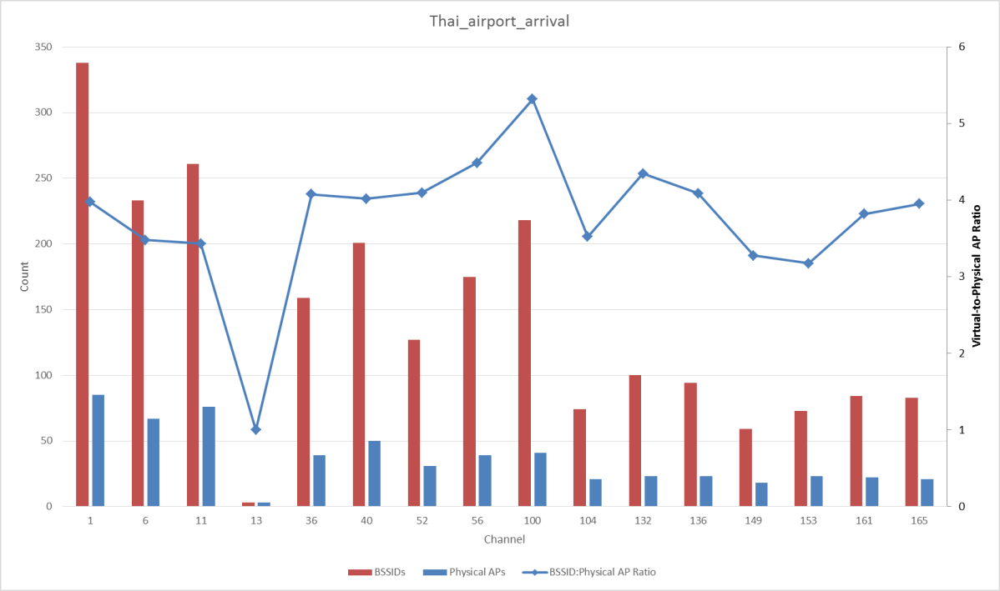 Thai_airport_arrival
350
300
250
200
150
100
50
0
Count
6
5
4
3
2
1
0
Virtual-to-Physical AP Ratio
1 6 11 13 36 40 52 56 100 104 132 136 149 153 161 165
Channel
BSSIDs Physical APs BSSID:Physical AP Ratio